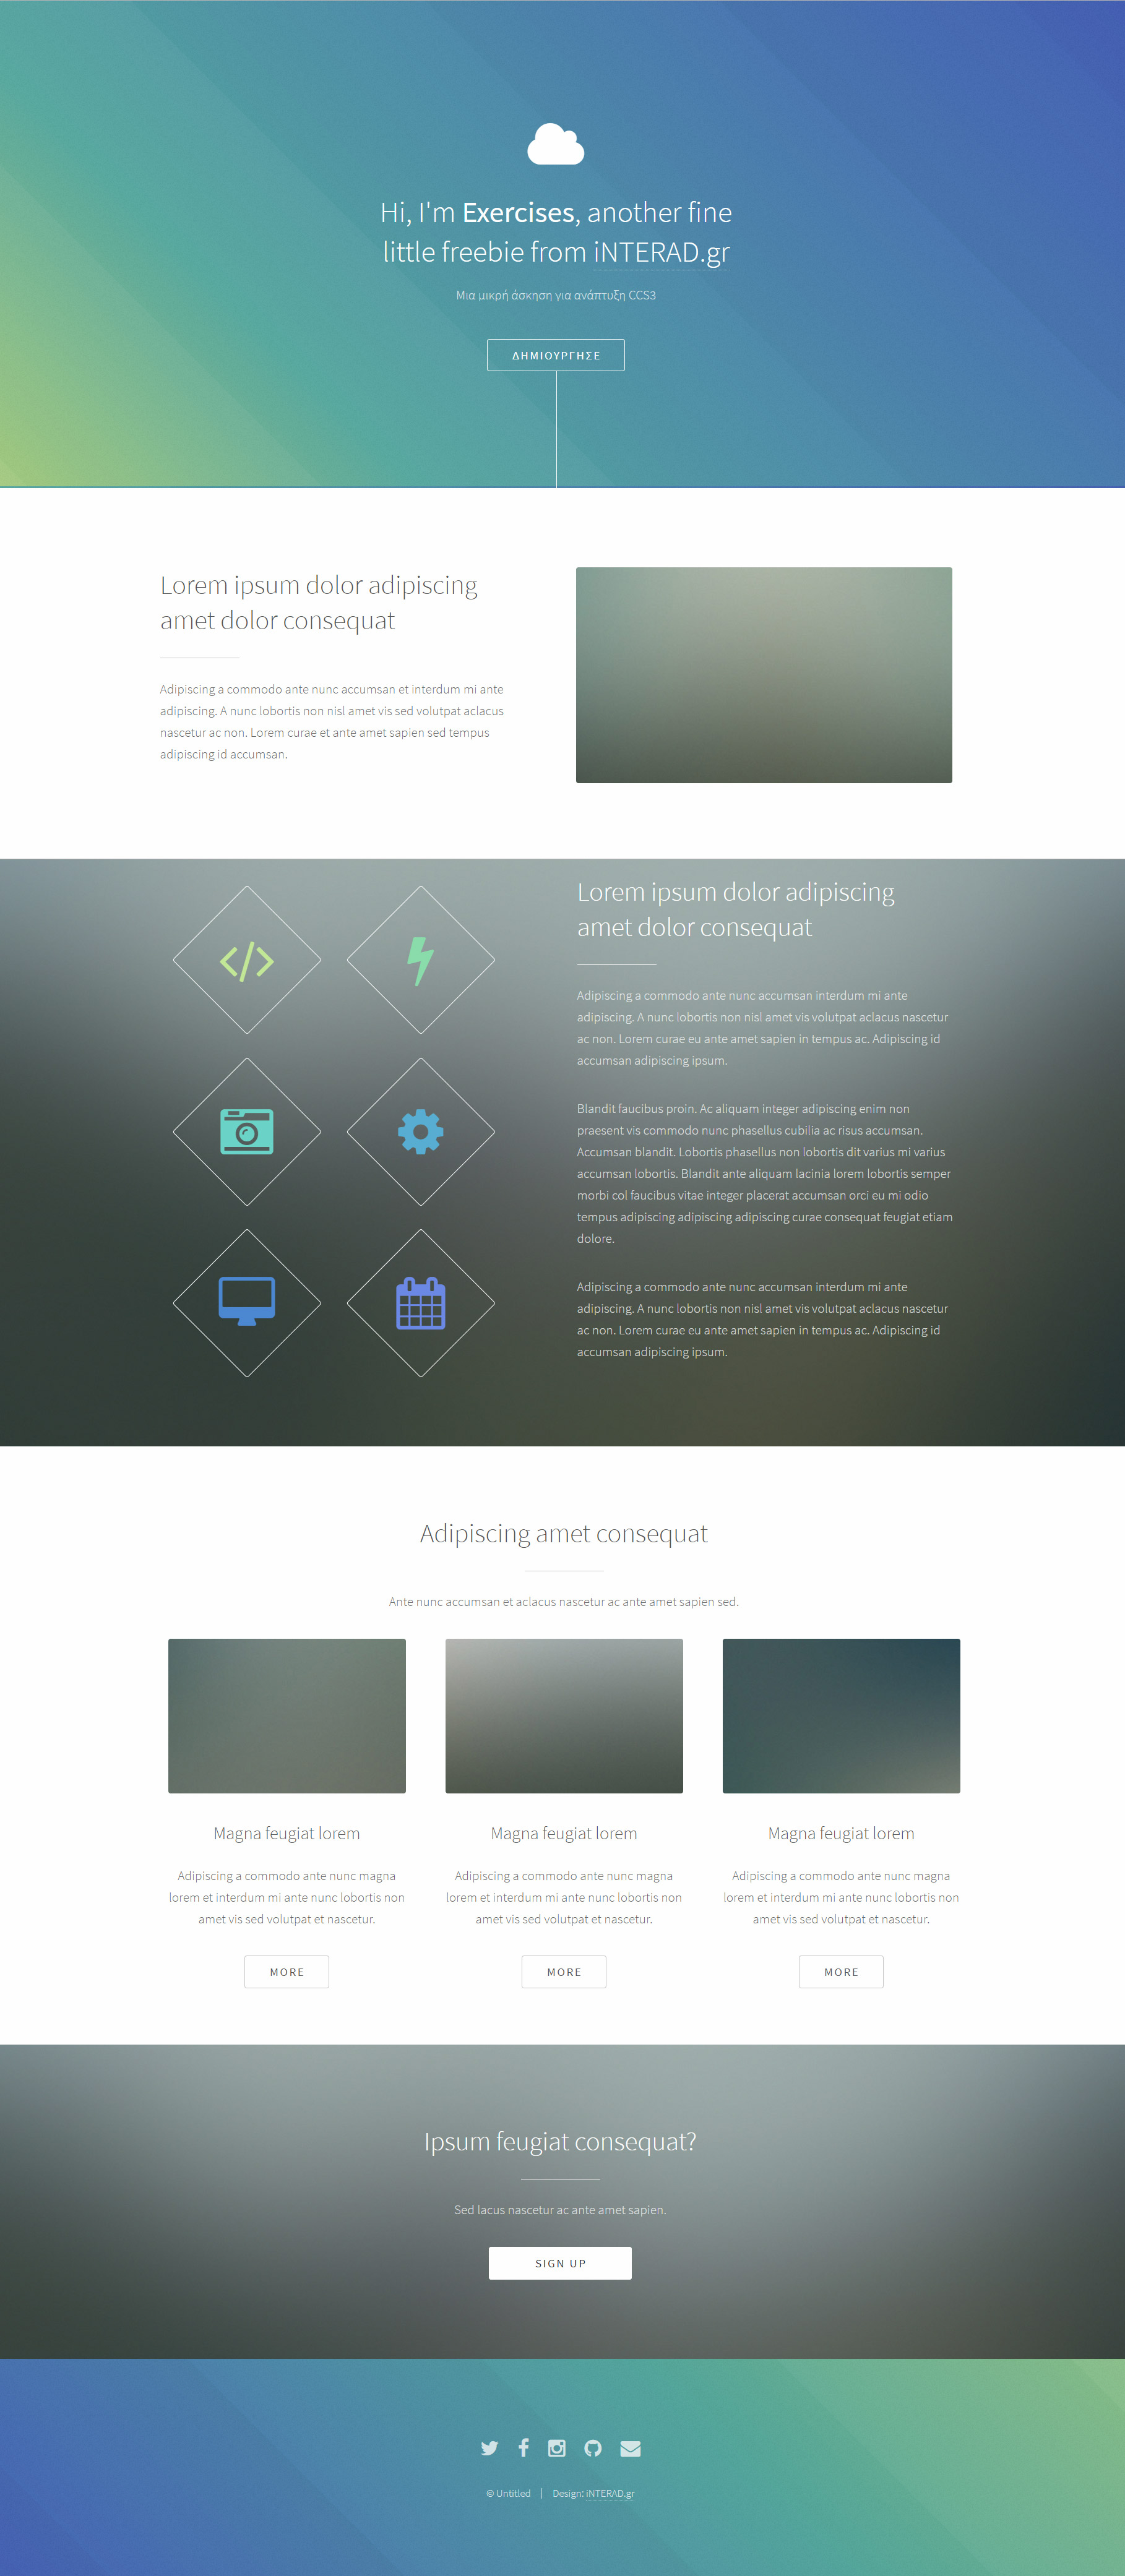 Hi, I'm Exercises, another fine
little freebie from iNTERAD.gr
Μια μικρή άσκηση για ανάπτυξη CCS3
ΔΗΜΙΟΥΡΓΗΣΕ
Lorem ipsum dolor adipiscing
amet dolor consequat
Adipiscing a commodo ante nunc accumsan et interdum mi ante
adipiscing. A nunc lobortis non nisl amet vis sed volutpat aclacus
nascetur ac non. Lorem curae et ante amet sapien sed tempus
adipiscing id accumsan.
Lorem ipsum dolor adipiscing
amet dolor consequat
Adipiscing a commodo ante nunc accumsan interdum mi ante
adipiscing. A nunc lobortis non nisl amet vis volutpat aclacus nascetur
ac non. Lorem curae eu ante amet sapien in tempus ac. Adipiscing id
accumsan adipiscing ipsum.
Blandit faucibus proin. Ac aliquam integer adipiscing enim non
praesent vis commodo nunc phasellus cubilia ac risus accumsan.
Accumsan blandit. Lobortis phasellus non lobortis dit varius mi varius
accumsan lobortis. Blandit ante aliquam lacinia lorem lobortis semper
morbi col faucibus vitae integer placerat accumsan orci eu mi odio
tempus adipiscing adipiscing adipiscing curae consequat feugiat etiam
dolore.
Adipiscing a commodo ante nunc accumsan interdum mi ante
adipiscing. A nunc lobortis non nisl amet vis volutpat aclacus nascetur
ac non. Lorem curae eu ante amet sapien in tempus ac. Adipiscing id
accumsan adipiscing ipsum.
Adipiscing amet consequat
Ante nunc accumsan et aclacus nascetur ac ante amet sapien sed.
Magna feugiat lorem
Adipiscing a commodo ante nunc magna
lorem et interdum mi ante nunc lobortis non
amet vis sed volutpat et nascetur.
MORE
Magna feugiat lorem
Adipiscing a commodo ante nunc magna
lorem et interdum mi ante nunc lobortis non
amet vis sed volutpat et nascetur.
MORE
Magna feugiat lorem
Adipiscing a commodo ante nunc magna
lorem et interdum mi ante nunc lobortis non
amet vis sed volutpat et nascetur.
MORE
Ipsum feugiat consequat?
Sed lacus nascetur ac ante amet sapien.
SIGN UP
© Untitled | Design: iNTERAD.gr